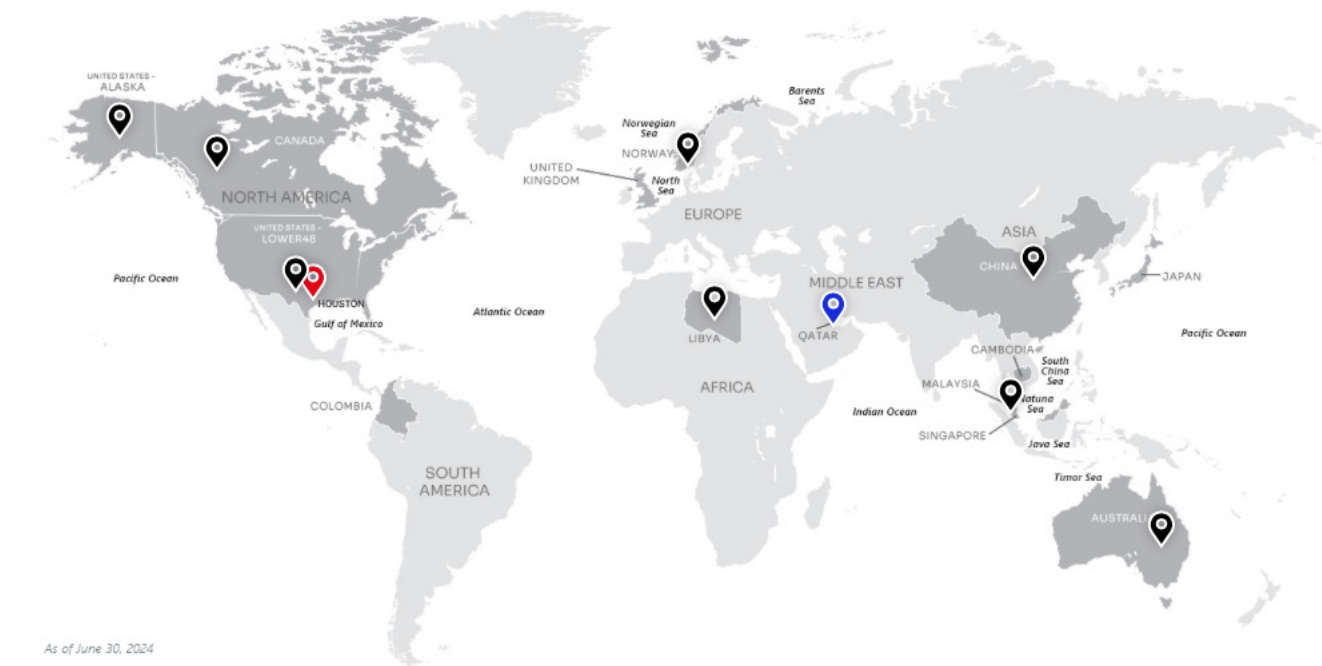 UNITED STATES –
ALASKA
CANADA
NORTH AMERICA
UNITED STATES –
LOWER48
HOUSTON
Gulf of Mexico
Pacific Ocean
Atlantic Ocean
COLOMBIA
SOUTH
AMERICA
Barents
Sea
Norwegian
Sea
NORWAY
UNITED
KINGDOM
North
Sea
EUROPE
LIBYA
AFRICA
MIDDLE EAST
QATAR
ASIA
CHINA
JAPAN
Pacific Ocean
CAMBODIA
South
China
Sea
MALAYSIA
Natuna
Sea
Indian Ocean
SINGAPORE
Java Sea
Timor Sea
AUSTRALI
As of June 30, 2024